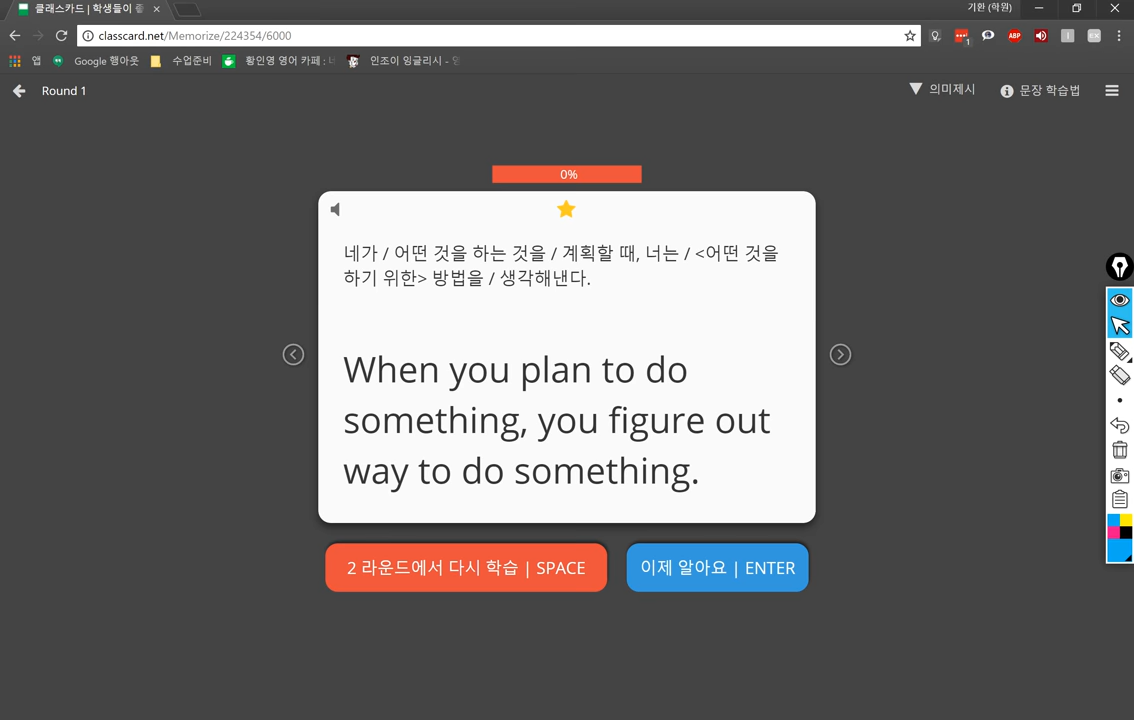 클래스카드 | 학생들이
기환 (학원)
classcard.net/Memorize/224354/6000
ABP
1
앱
Google 행아웃
수업준비
황인영 영어 카페 : 네
인조이 잉글리시 -
Round 1
의미제시
문장 학습법
0%
네가 / 어떤 것을 하는 것을 / 계획할 때, 너는 / <어떤 것을
하기 위한> 방법을 / 생각해낸다.
When you plan to do
something, you figure out
way to do something.
2 라운드에서 다시 학습 | SPACE
이제 알아요 | ENTER